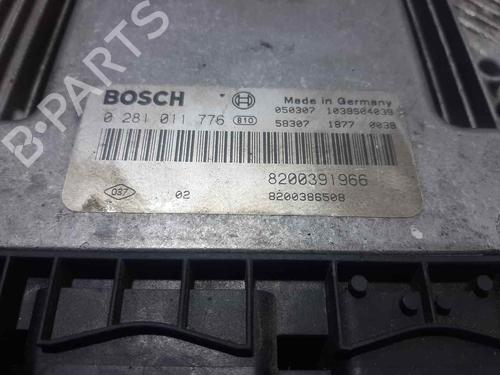 BOSCH
Made in Germany
050307 1039S04039
0 281 011 776 810
58307 1877 0038
8200391966
037 02 8200386508
B-PARTS